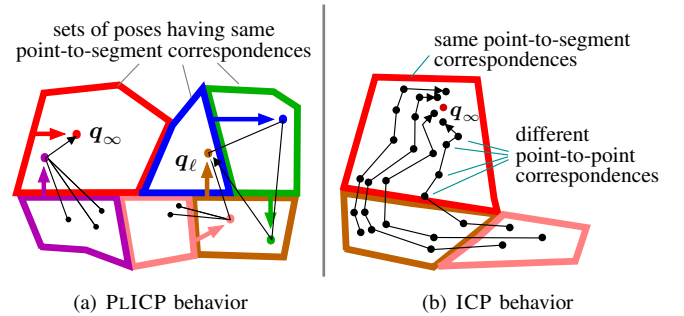 sets of poses having same
point-to-segment correspondences
q∞
qℓ
(a) PLICP behavior
same point-to-segment
correspondences
q∞
different
point-to-point
correspondences
(b) ICP behavior